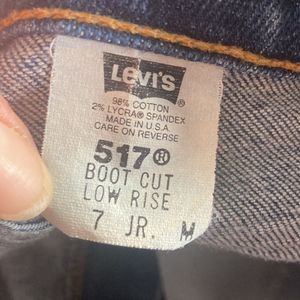 Levi's ®
98% COTTON
2% LYCRA® SPANDEX
MADE IN U.S.A.
CARE ON REVERSE
517®
BOOT CUT
LOW RISE
7 JR. M